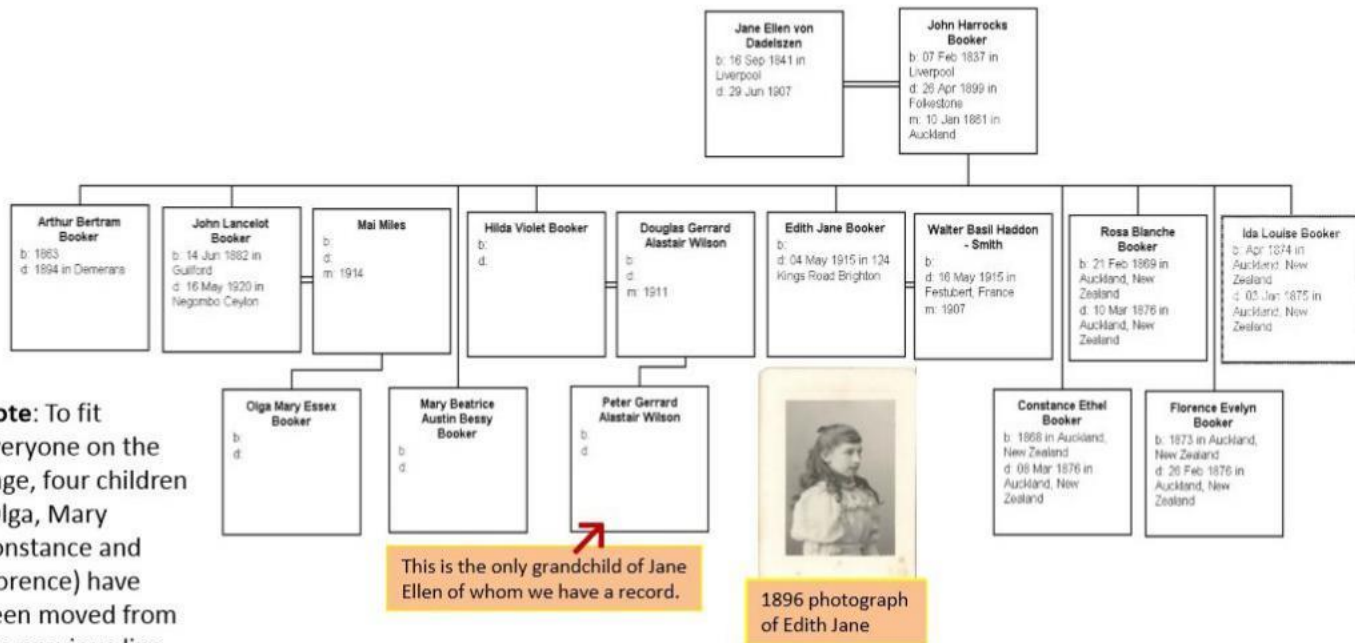 Jane Ellen von
Dadelszen
b: 16 Sep 1841 in
Liverpool
d: 29 Jun 1907
John Harrocks
Booker
b: 07 Feb 1837 in
Liverpool
d: 26 Apr 1899 in
Folkestone
m: 10 Jan 1861 in
Auckland
Arthur Bertram
Booker
b: 1863
d: 1894 in Demerara
John Lancelot
Booker
b: 14 Jun 1882 in
Guilford
d: 16 May 1920 in
Negombo Ceylon
Mai Miles
b:
d:
m: 1914
Hilda Violet Booker
b:
d:
Douglas Gerrard
Alastair Wilson
b:
d:
m: 1911
Edith Jane Booker
b:
d: 04 May 1915 in 124
Kings Road Brighton
Walter Basil Haddon
- Smith
b:
d: 16 May 1915 in
Festubert, France
m: 1907
Rosa Blanche
Booker
b: 21 Feb 1869 in
Auckland, New
Zealand
d: 10 Mar 1876 in
Auckland, New
Zealand
Ida Louise Booker
b: Apr 1874 in
Auckland, New
Zealand
d: 03 Jan 1875 in
Auckland, New
Zealand
Olga Mary Essex
Booker
b:
d:
Mary Beatrice
Austin Bessy
Booker
b:
d:
Peter Gerrard
Alastair Wilson
b:
d:
Constance Ethel
Booker
b: 1868 in Auckland,
New Zealand
d: 08 Mar 1876 in
Auckland, New
Zealand
Florence Evelyn
Booker
b: 1873 in Auckland,
New Zealand
d: 26 Feb 1876 in
Auckland, New
Zealand
ote: To fit
eryone on the
ge, four children
lga, Mary
onstance and
orence) have
een moved from
This is the only grandchild of Jane
Ellen of whom we have a record.
1896 photograph
of Edith Jane